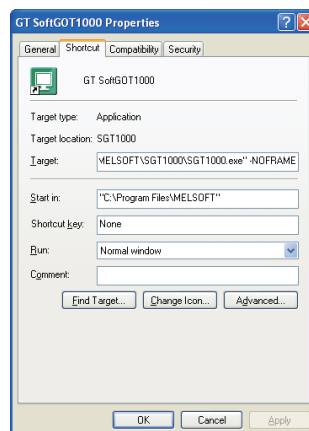 GT SoftGOT1000 Properties
General Shortcut Compatibility Security
GT SoftGOT1000
Target type: Application
Target location: SGT1000
Target: MELSOFT\SGT1000\SGT1000.exe" -NOFRAME
Start in: "C:\Program Files\MELSOFT"
Shortcut key: None
Run: Normal window
Comment:
Find Target... Change Icon... Advanced...
OK Cancel Apply